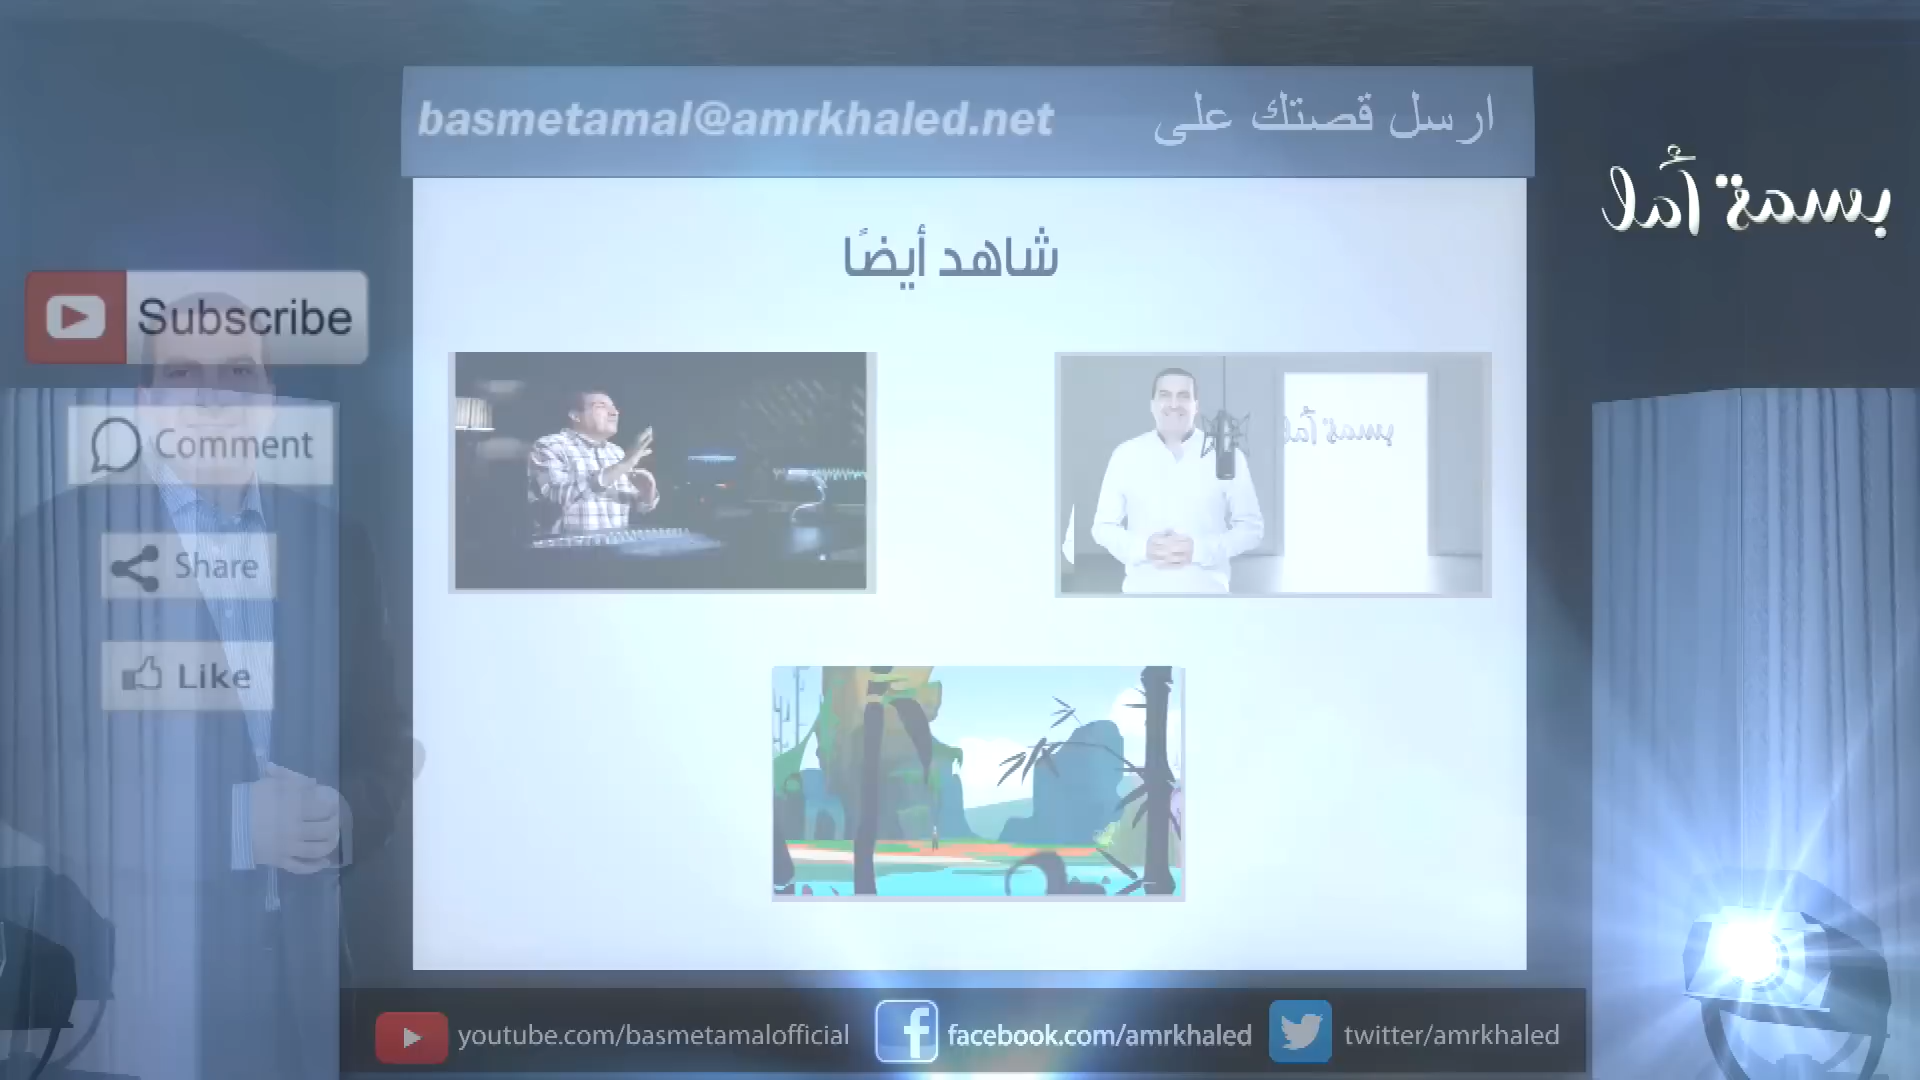 basmetamal@amrkhaled.net ارسل قصتك على
بسمة أمل
شاهد أيضًا
Subscribe
Comment
بسمة أمل
Share
Like
youtube.com/basmetamalofficial
facebook.com/amrkhaled
twitter/amrkhaled